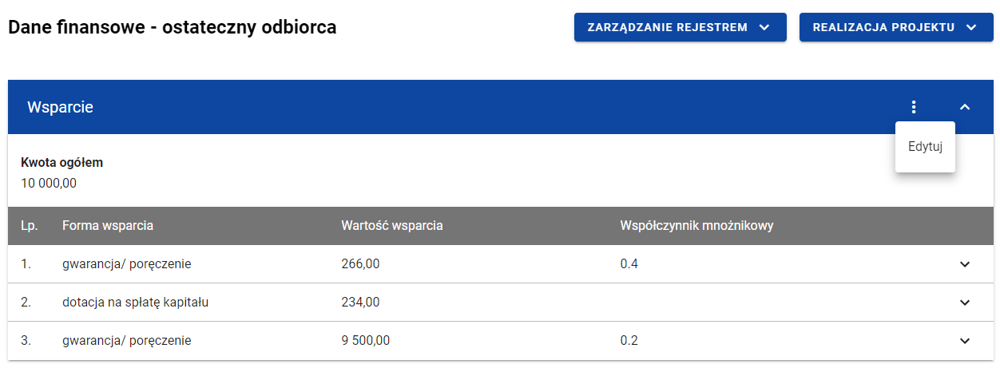 Dane finansowe - ostateczny odbiorca
ZARZĄDZANIE REJESTREM
REALIZACJA PROJEKTU
Wsparcie
Edytuj
Kwota ogółem
10 000,00
Lp. Forma wsparcia Wartość wsparcia Współczynnik mnożnikowy
1. gwarancja/ poręczenie 266,00 0.4
2. dotacja na spłatę kapitału 234,00
3. gwarancja/ poręczenie 9 500,00 0.2